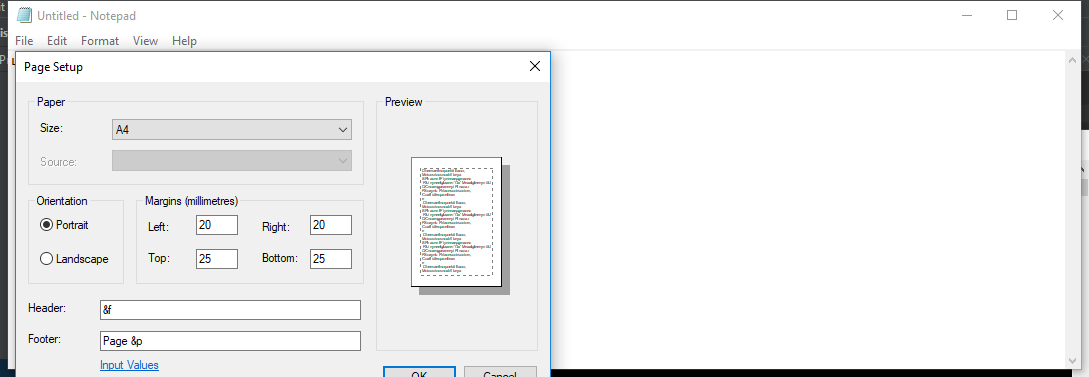 Untitled - Notepad
File Edit Format View Help
Page Setup
Paper
Size: A4
Source:
Preview
Orientation
Portrait
Landscape
Margins (millimetres)
Left: 20 Right: 20
Top: 25 Bottom: 25
Header: &f
Footer: Page &p
Input Values
OK Cancel